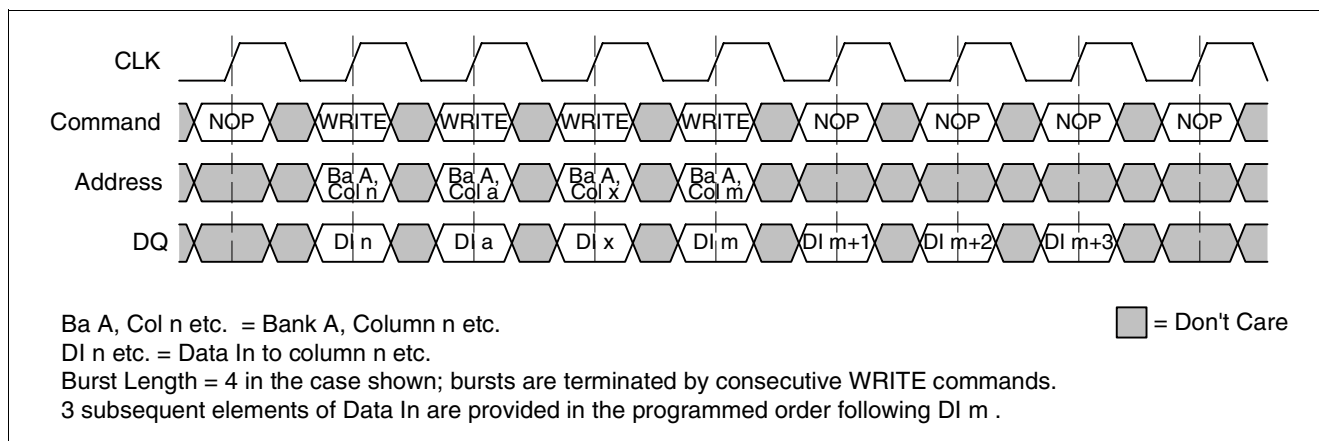 CLK
Command NOP WRITE WRITE WRITE WRITE NOP NOP NOP NOP
Address Ba A, Col n Ba A, Col a Ba A, Col x Ba A, Col m
DQ DI n DI a DI x DI m DI m+1 DI m+2 DI m+3
Ba A, Col n etc. = Bank A, Column n etc.
= Don't Care
DI n etc. = Data In to column n etc.
Burst Length = 4 in the case shown; bursts are terminated by consecutive WRITE commands.
3 subsequent elements of Data In are provided in the programmed order following DI m .